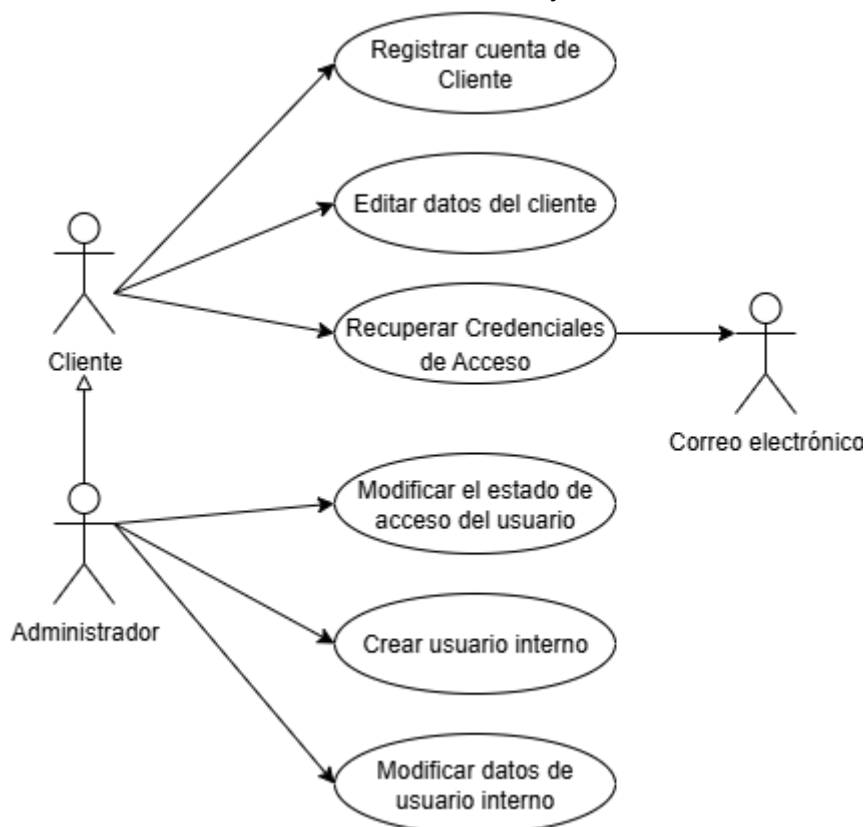 Registrar cuenta de
Cliente
Editar datos del cliente
Recuperar Credenciales
de Acceso
Cliente
Correo electrónico
Modificar el estado de
acceso del usuario
Administrador
Crear usuario interno
Modificar datos de
usuario interno